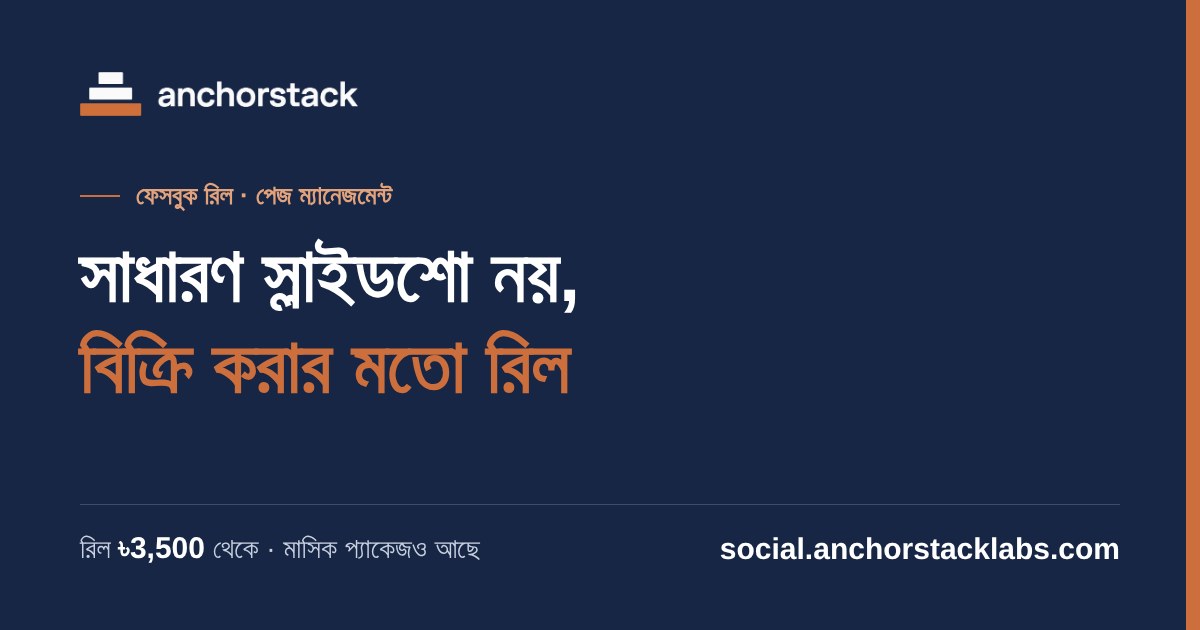 anchorstack
ফেসবুক রিল · পেজ ম্যানেজমেন্ট
সাধারণ স্লাইডশো নয়,
বিক্রি করার মতো রিল
রিল ৳3,500 থেকে · মাসিক প্যাকেজও আছে
social.anchorstacklabs.com